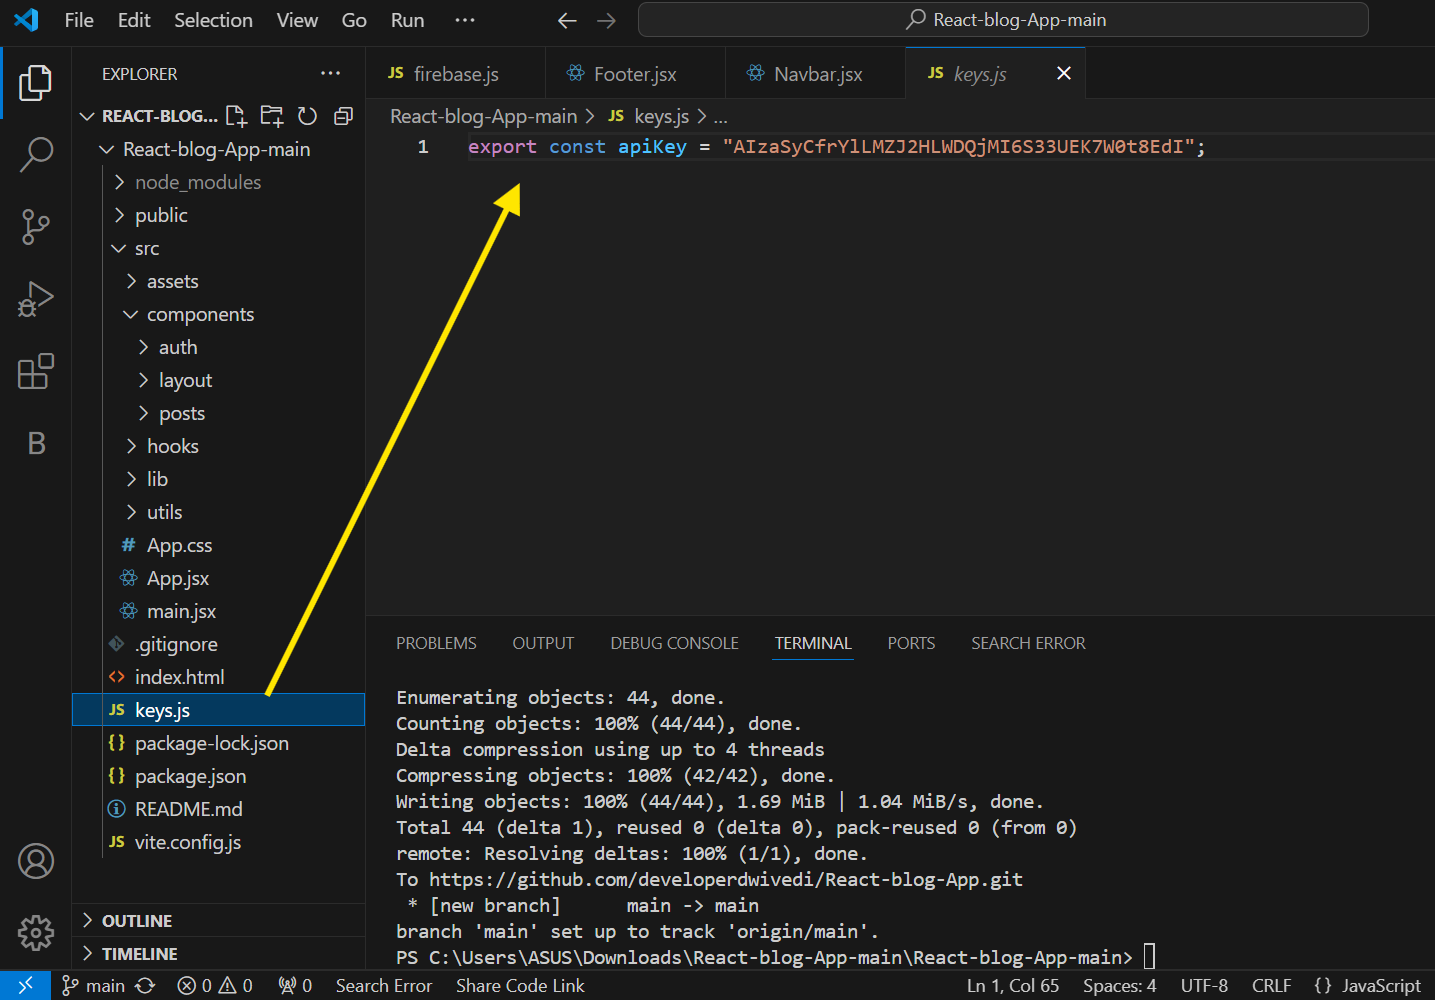 File Edit Selection View Go Run ··· React-blog-App-main
EXPLORER ···
REACT-BLOG...
React-blog-App-main
node_modules
public
src
assets
components
auth
layout
posts
hooks
lib
utils
# App.css
App.jsx
main.jsx
.gitignore
<> index.html
JS keys.js
{} package-lock.json
{} package.json
README.md
JS vite.config.js
OUTLINE
TIMELINE
B
JS firebase.js Footer.jsx Navbar.jsx JS keys.js
React-blog-App-main > JS keys.js > ...
1 export const apiKey = "AIzaSyCfrYlLMZJ2HLWDQjMI6S33UEK7W0t8EdI";
PROBLEMS OUTPUT DEBUG CONSOLE TERMINAL PORTS SEARCH ERROR
Enumerating objects: 44, done.
Counting objects: 100% (44/44), done.
Delta compression using up to 4 threads
Compressing objects: 100% (42/42), done.
Writing objects: 100% (44/44), 1.69 MiB | 1.04 MiB/s, done.
Total 44 (delta 1), reused 0 (delta 0), pack-reused 0 (from 0)
remote: Resolving deltas: 100% (1/1), done.
To https://github.com/developerdwivedi/React-blog-App.git
* [new branch] main -> main
branch 'main' set up to track 'origin/main'.
PS C:\Users\ASUS\Downloads\React-blog-App-main\React-blog-App-main>
main 0 0 0 Search Error Share Code Link Ln 1, Col 65 Spaces: 4 UTF-8 CRLF {} JavaScript